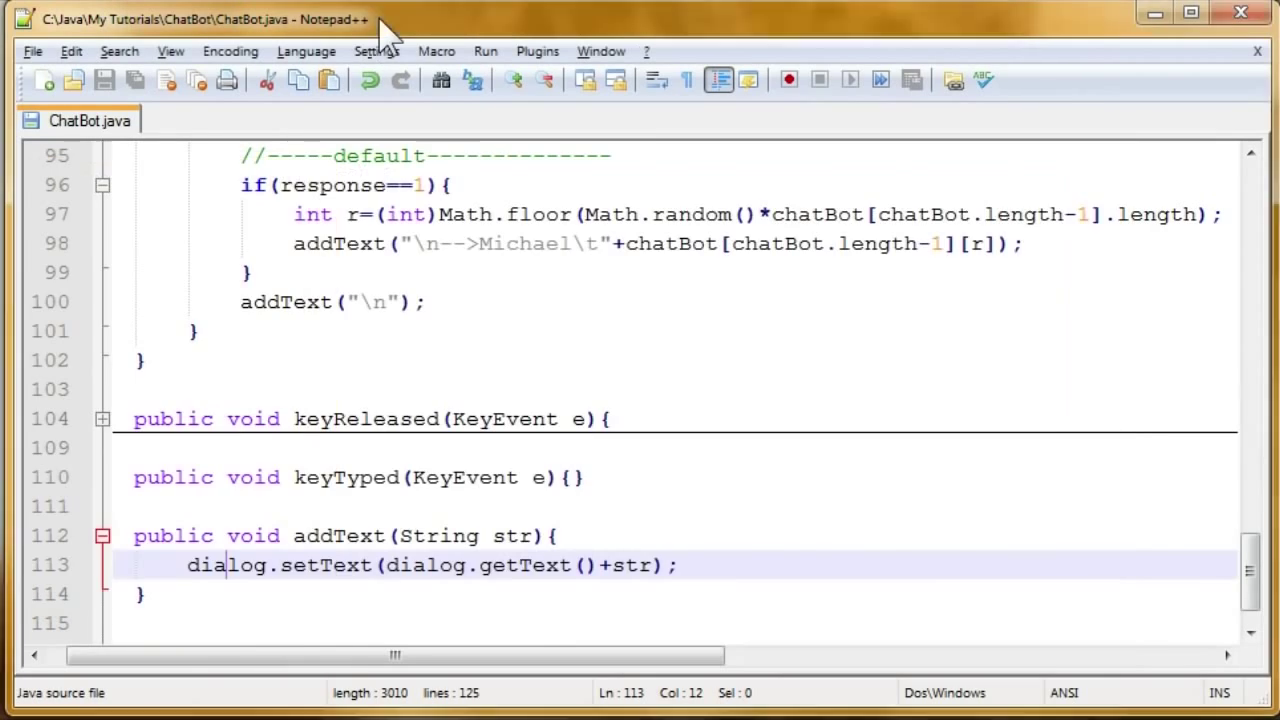 C:\Java\My Tutorials\ChatBot\ChatBot.java - Notepad++
File Edit Search View Encoding Language Settings Macro Run Plugins Window ? X
ABC
ChatBot.java
95 //-----default--------------
96 if(response==1){
97 int r=(int)Math.floor(Math.random()*chatBot[chatBot.length-1].length);
98 addText("\n-->Michael\t"+chatBot[chatBot.length-1][r]);
99 }
100 addText("\n");
101 }
102 }
103
104 public void keyReleased(KeyEvent e){
109
110 public void keyTyped(KeyEvent e){}
111
112 public void addText(String str){
113 dialog.setText(dialog.getText()+str);
114 }
115
Java source file length : 3010 lines : 125 Ln : 113 Col : 12 Sel : 0 Dos\Windows ANSI INS